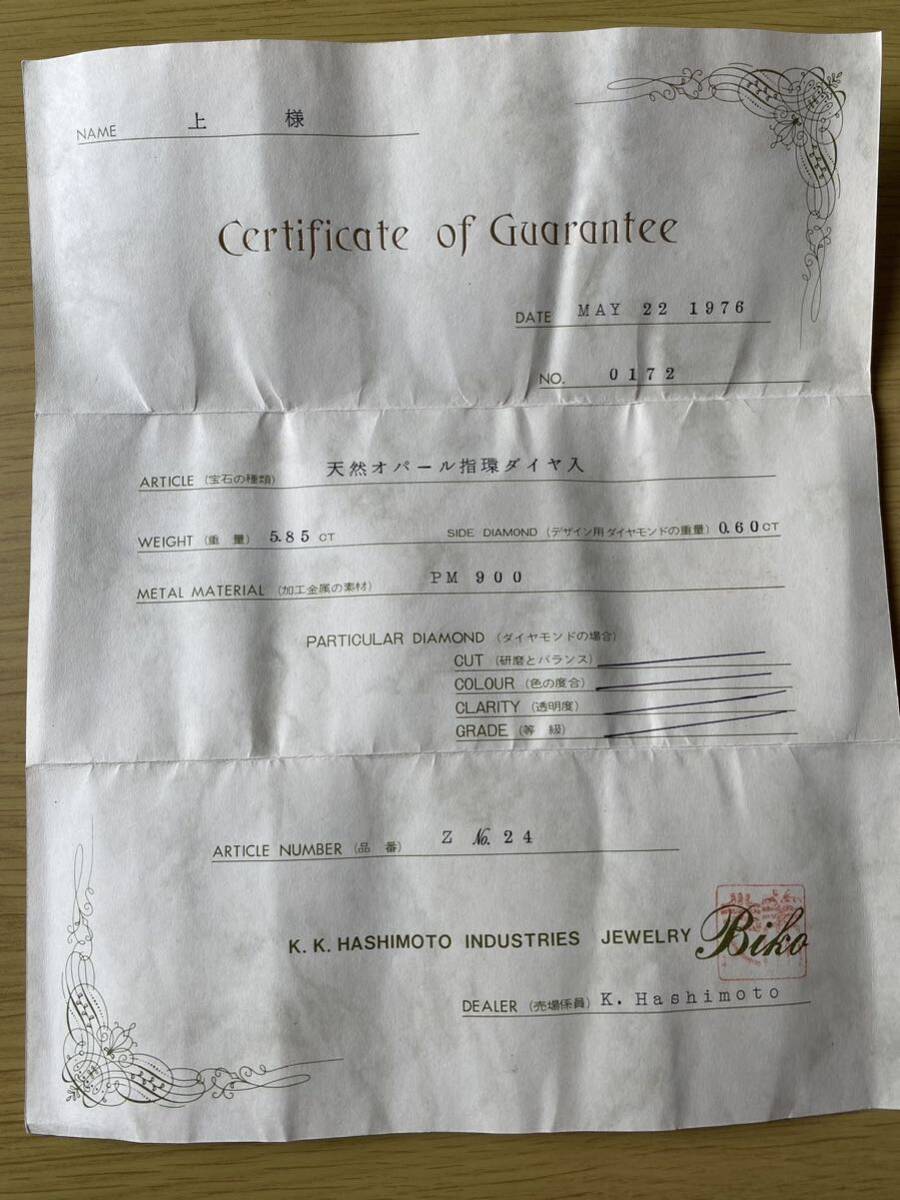 NAME 上 様
Certificate of Guarantee
DATE MAY 22 1976
NO. 0172
ARTICLE (宝石の種類) 天然オパール指環ダイヤ入
WEIGHT (重 量) 5.85 CT SIDE DIAMOND (デザイン用ダイヤモンドの重量) 0.60 CT
METAL MATERIAL (加工金属の素材) PM 900
PARTICULAR DIAMOND (ダイヤモンドの場合)
CUT (研磨とバランス)
COLOUR (色の度合)
CLARITY (透明度)
GRADE (等 級)
ARTICLE NUMBER (品 番) Z №. 24
K. K. HASHIMOTO INDUSTRIES JEWELRY Biko
DEALER (売場係員) K. Hashimoto